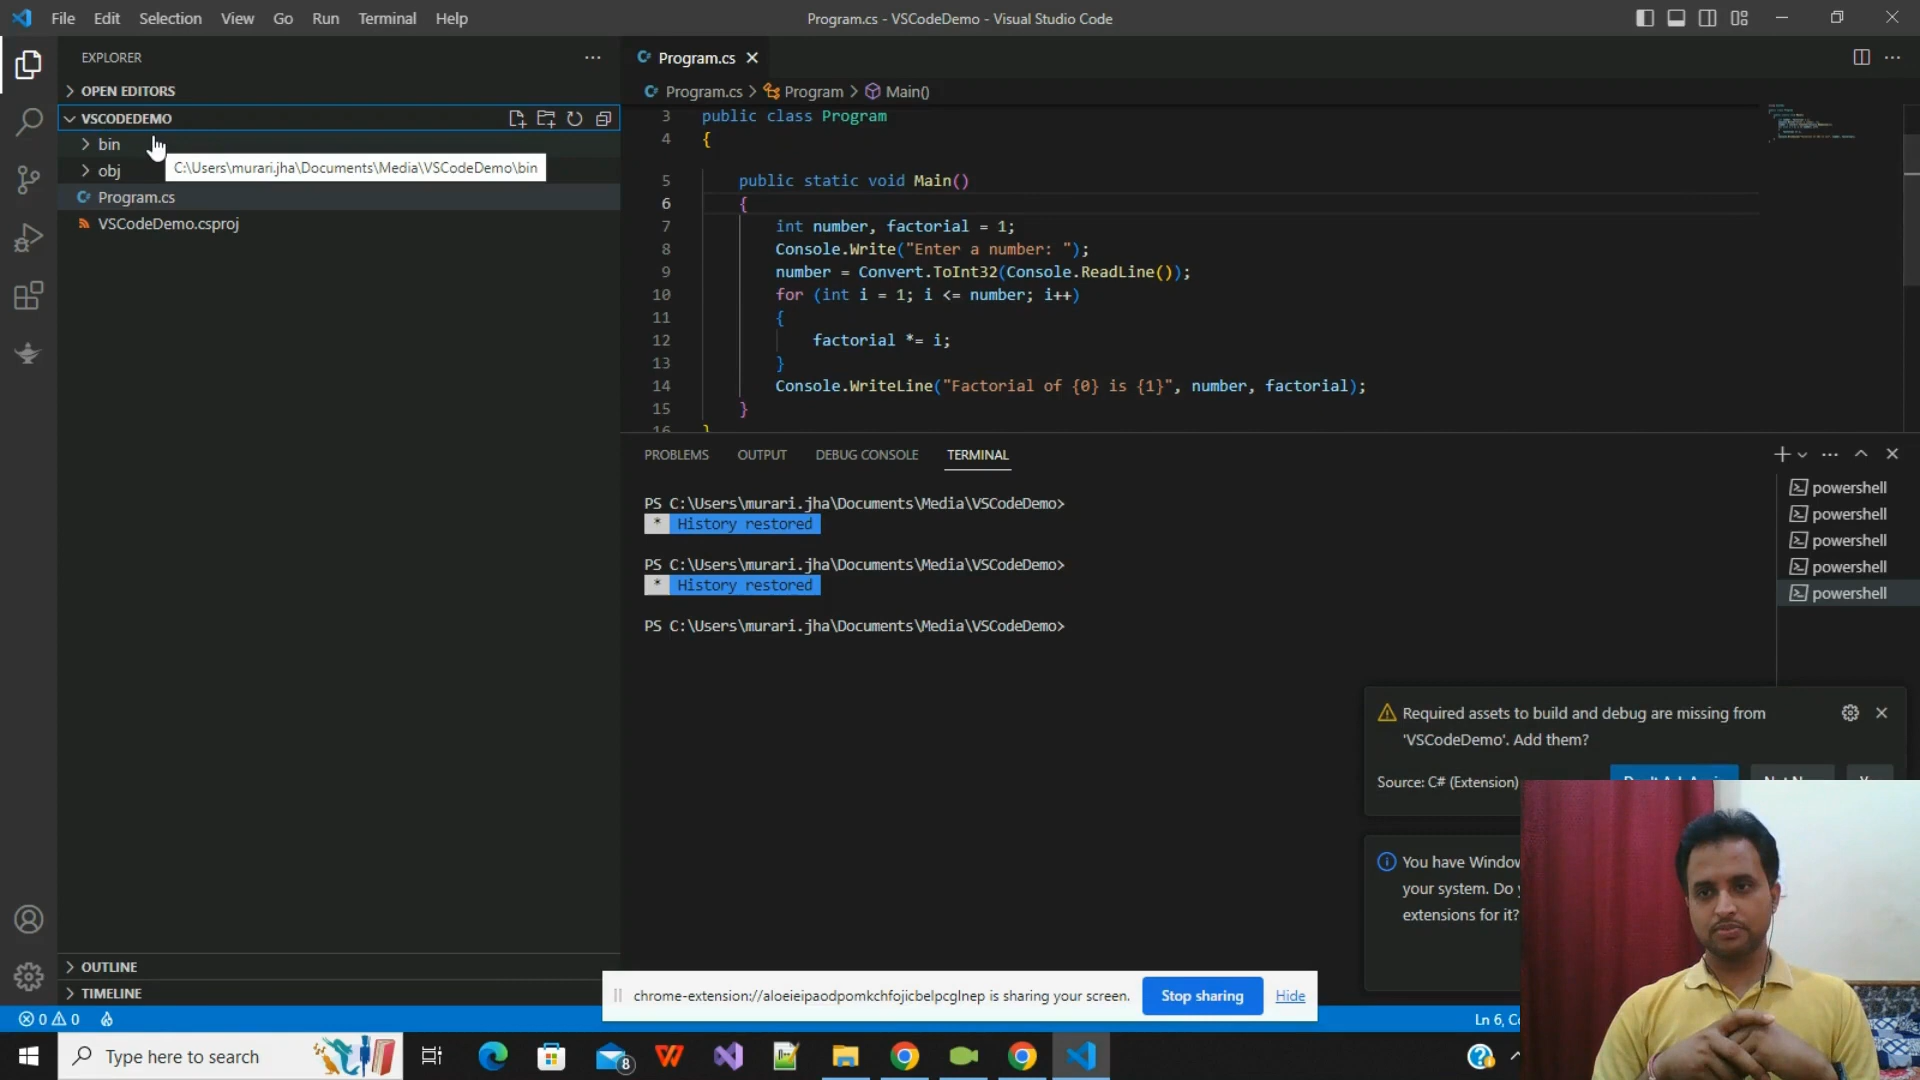 File Edit Selection View Go Run Terminal Help
Program.cs - VSCodeDemo - Visual Studio Code
EXPLORER
OPEN EDITORS
VSCODEDEMO
bin
C:\Users\murari.jha\Documents\Media\VSCodeDemo\bin
obj
Program.cs
VSCodeDemo.csproj
OUTLINE
TIMELINE
Program.cs
Program.cs > Program > Main()
3 public class Program
4 {
5 public static void Main()
6 {
7 int number, factorial = 1;
8 Console.Write("Enter a number: ");
9 number = Convert.ToInt32(Console.ReadLine());
10 for (int i = 1; i <= number; i++)
11 {
12 factorial *= i;
13 }
14 Console.WriteLine("Factorial of {0} is {1}", number, factorial);
15 }
16 }
PROBLEMS OUTPUT DEBUG CONSOLE TERMINAL
PS C:\Users\murari.jha\Documents\Media\VSCodeDemo>
* History restored
PS C:\Users\murari.jha\Documents\Media\VSCodeDemo>
* History restored
PS C:\Users\murari.jha\Documents\Media\VSCodeDemo>
powershell
powershell
powershell
powershell
powershell
Required assets to build and debug are missing from
'VSCodeDemo'. Add them?
Source: C# (Extension)
You have
your system. Do
extensions for it?
chrome-extension://aloeieipaodpomkchfojicbelpcglnep is sharing your screen. Stop sharing Hide
0 0
Ln 6,
Type here to search
8